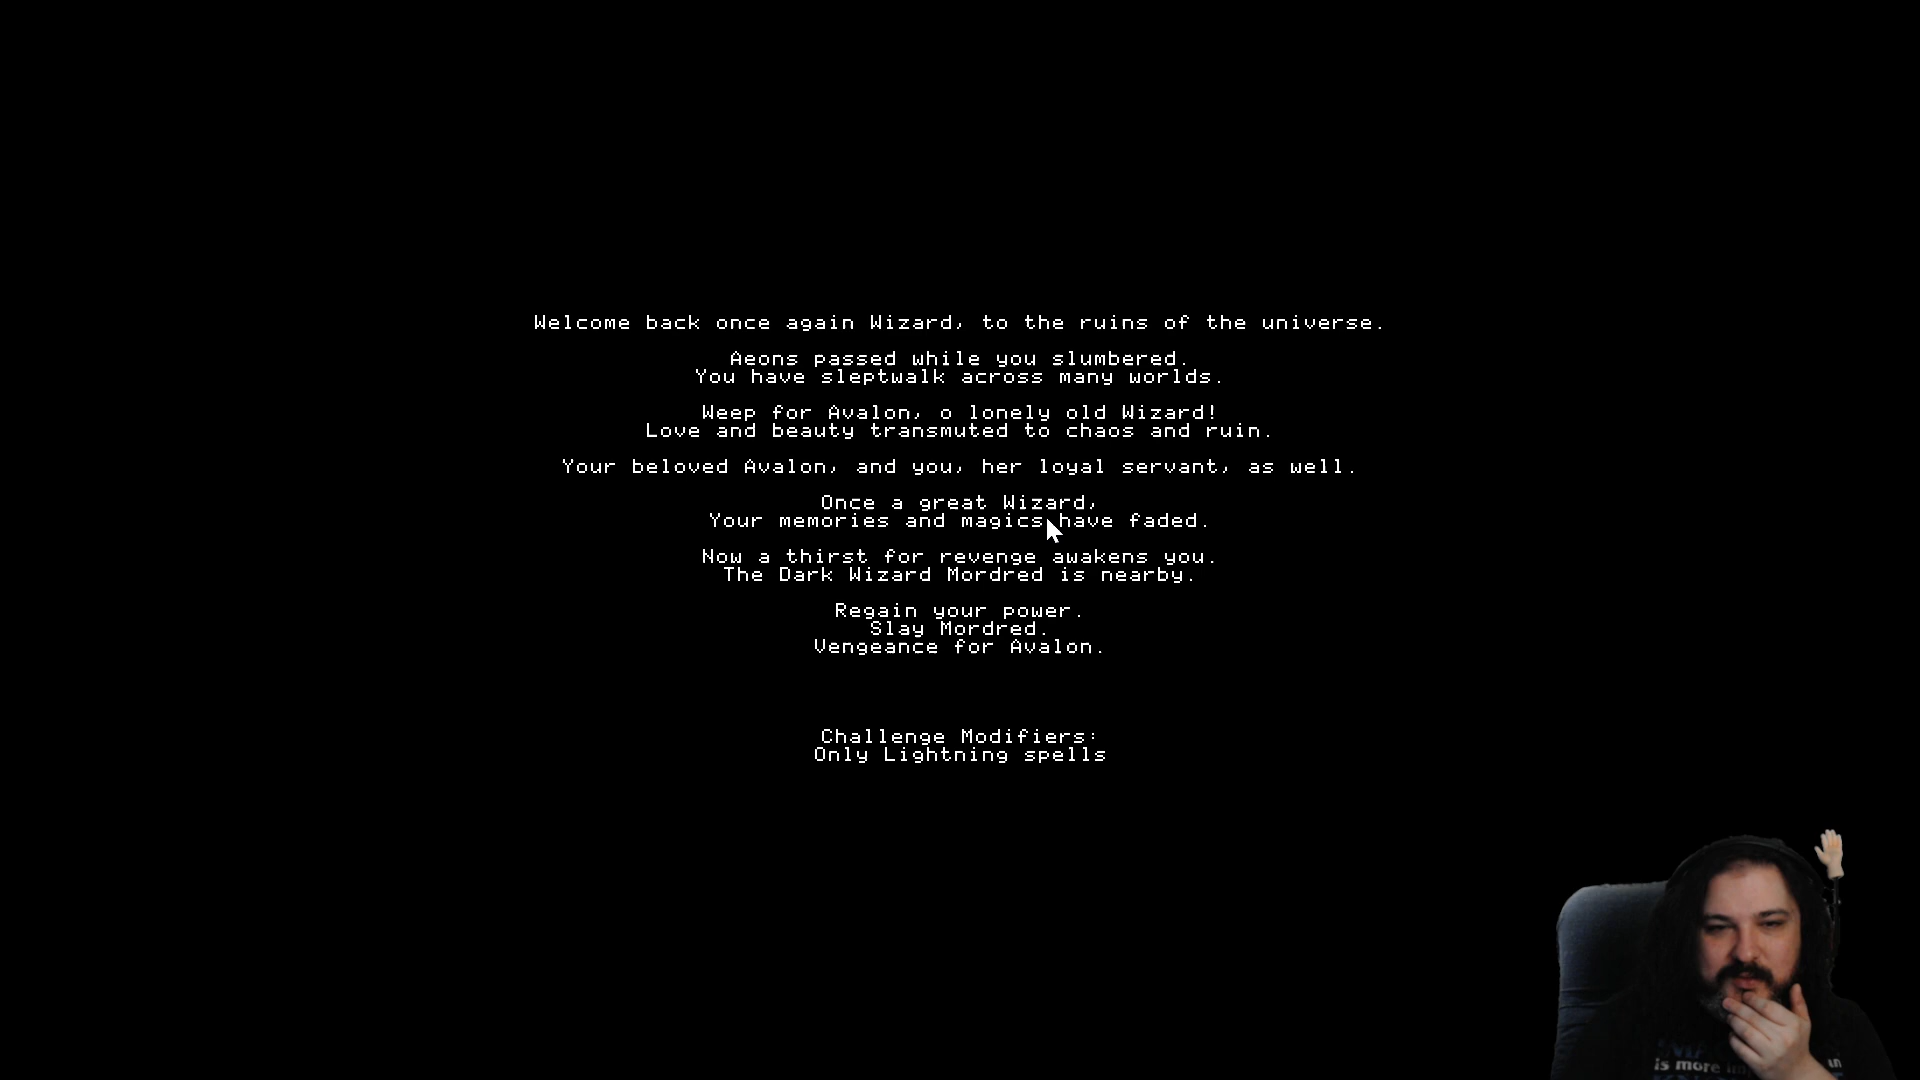 Welcome back once again Wizard, to the ruins of the universe.
Aeons passed while you slumbered.
You have sleptwalk across many worlds.
Weep for Avalon, o lonely old Wizard!
Love and beauty transmuted to chaos and ruin.
Your beloved Avalon, and you, her loyal servant, as well.
Once a great Wizard,
Your memories and magics have faded.
Now a thirst for revenge awakens you.
The Dark Wizard Mordred is nearby.
Regain your power.
Slay Mordred.
Vengeance for Avalon.
Challenge Modifiers:
Only Lightning spells
is more